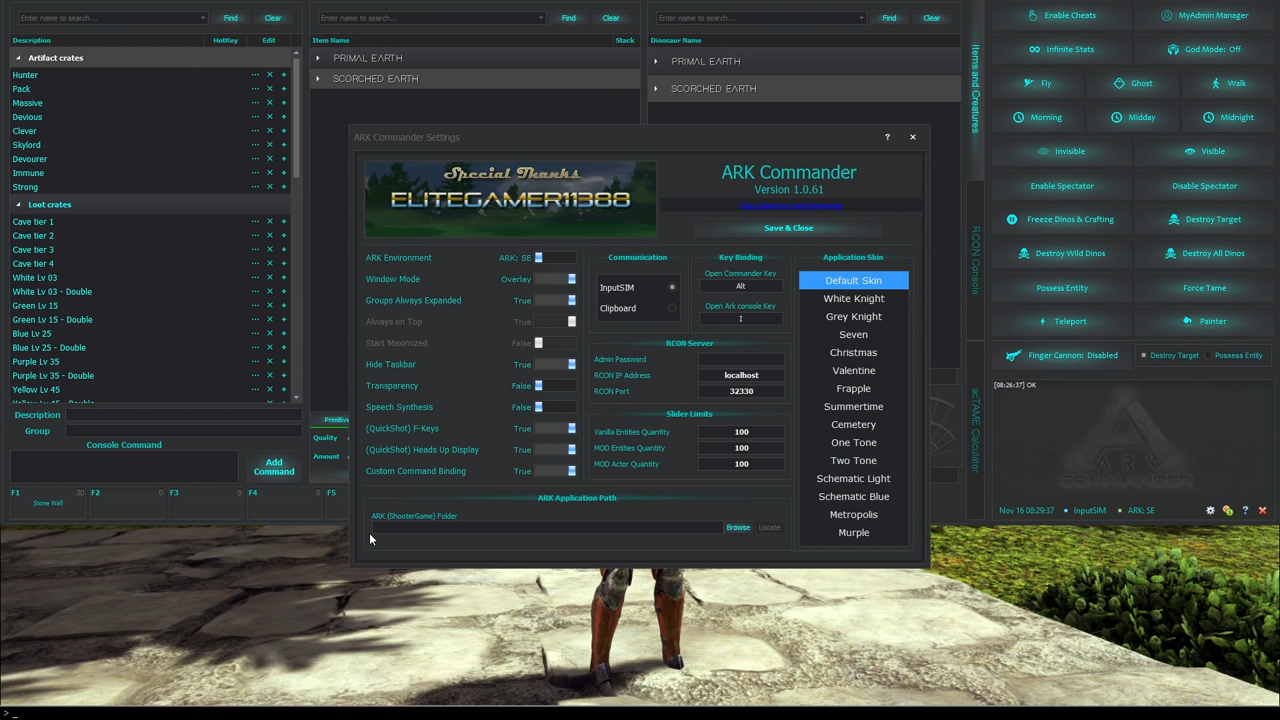 Enter name to search...
Find
Clear
Enter name to search...
Find
Clear
Enter name to search...
Find
Clear
Description
HotKey
Edit
Artifact crates
Hunter
Pack
Massive
Devious
Clever
Skylord
Devourer
Immune
Strong
Loot crates
Cave tier 1
Cave tier 2
Cave tier 3
Cave tier 4
White Lv 03
White Lv 03 - Double
Green Lv 15
Green Lv 15 - Double
Blue Lv 25
Blue Lv 25 - Double
Purple Lv 35
Purple Lv 35 - Double
Yellow Lv 45
Yellow Lv 45 - Double
Description
Group
Console Command
Add
Command
F1
20
Stone Wall
F2
0
F3
0
F4
0
F5
Item Name
Stack
PRIMAL EARTH
SCORCHED EARTH
Primitive
Quality
Amount
Dinosaur Name
PRIMAL EARTH
SCORCHED EARTH
ARK Commander Settings
?
Special Thanks
ELITEGAMER11388
ARK Commander
Version 1.0.61
Save & Close
ARK Environment
ARK: SE
Window Mode
Overlay
Groups Always Expanded
True
Always on Top
True
Start Maximized
False
Hide Taskbar
True
Transparency
False
Speech Synthesis
False
(QuickShot) F-Keys
True
(QuickShot) Heads Up Display
True
Custom Command Binding
True
Communication
InputSIM
Clipboard
Key Binding
Open Commander Key
Alt
Open Ark console Key
I
RCON Server
Admin Password
RCON IP Address
localhost
RCON Port
32330
Slider Limits
Vanilla Entities Quantity
100
MOD Entities Quantity
100
MOD Actor Quantity
100
ARK Application Path
ARK (ShooterGame) Folder
Browse
Locate
Application Skin
Default Skin
White Knight
Grey Knight
Seven
Christmas
Valentine
Frapple
Summertime
Cemetery
One Tone
Two Tone
Schematic Light
Schematic Blue
Metropolis
Murple
Items and Creatures
RCON Console
acTAME Calculator
Enable Cheats
MyAdmin Manager
Infinite Stats
God Mode: Off
Fly
Ghost
Walk
Morning
Midday
Midnight
Invisible
Visible
Enable Spectator
Disable Spectator
Freeze Dinos & Crafting
Destroy Target
Destroy Wild Dinos
Destroy All Dinos
Possess Entity
Force Tame
Teleport
Painter
Finger Cannon: Disabled
Destroy Target
Possess Entity
[08:26:37] OK
ARK
COMMANDER
Nov 16 08:29:37
InputSIM
ARK: SE
?
> _